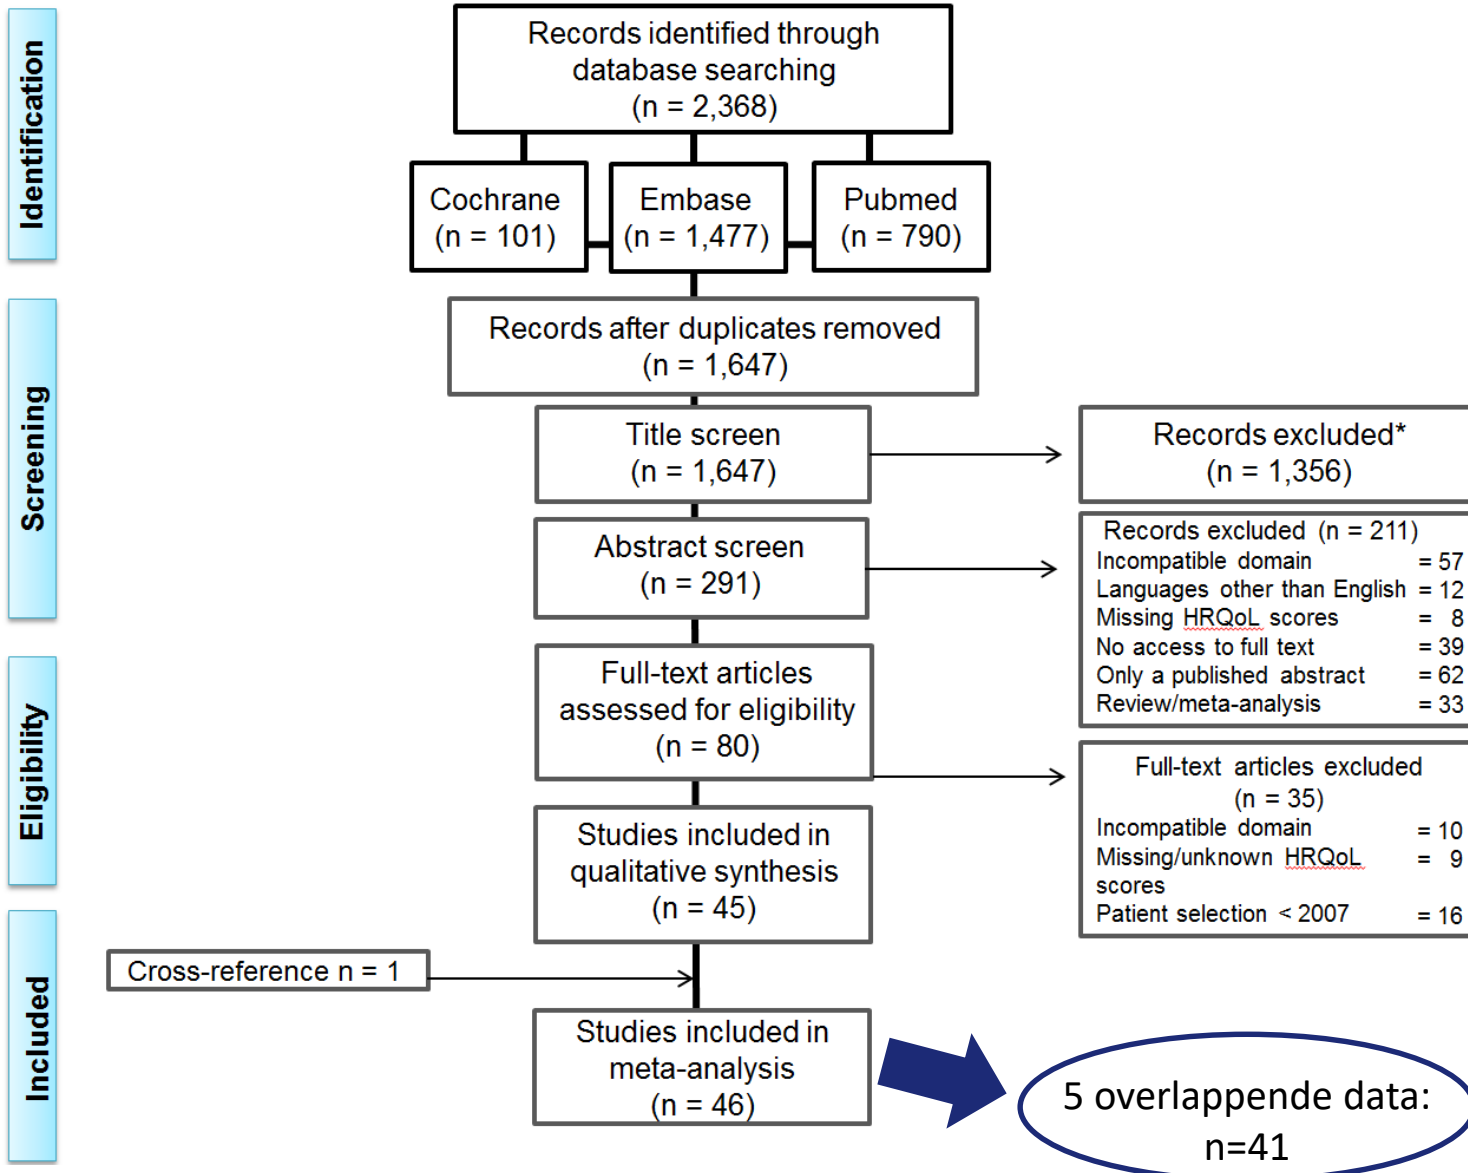 Identification
Records identified through
database searching
(n = 2,368)
Cochrane
(n = 101)
Embase
(n = 1,477)
Pubmed
(n = 790)
Screening
Records after duplicates removed
(n = 1,647)
Title screen
(n = 1,647)
Records excluded*
(n = 1,356)
Abstract screen
(n = 291)
Records excluded (n = 211)
Incompatible domain = 57
Languages other than English = 12
Missing HRQoL scores = 8
No access to full text = 39
Only a published abstract = 62
Review/meta-analysis = 33
Eligibility
Full-text articles
assessed for eligibility
(n = 80)
Full-text articles excluded
(n = 35)
Incompatible domain = 10
Missing/unknown HRQoL = 9
scores
Patient selection < 2007 = 16
Studies included in
qualitative synthesis
(n = 45)
Included
Cross-reference n = 1
Studies included in
meta-analysis
(n = 46)
5 overlappende data:
n=41